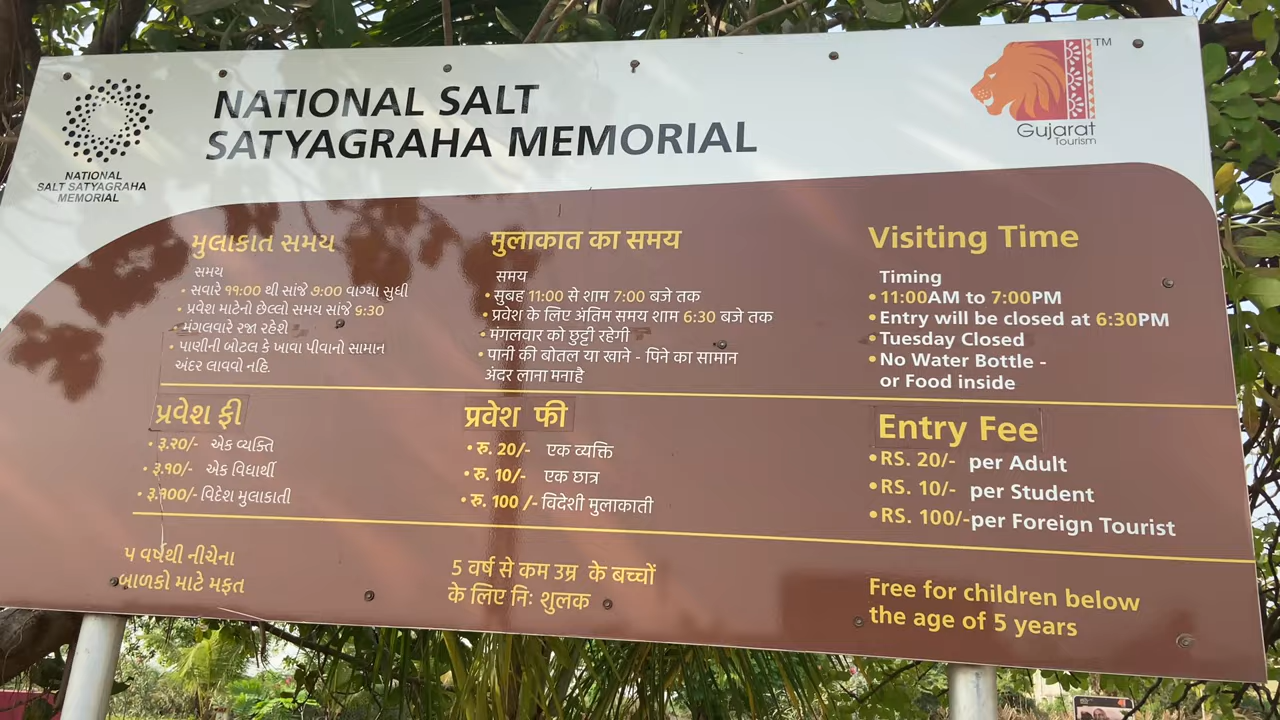 NATIONAL SALT
SATYAGRAHA MEMORIAL
NATIONAL
SALT SATYAGRAHA
MEMORIAL
TM
Gujarat
Tourism
મુલાકાત સમય
સમય
• સવારે ૧૧:00 થી સાંજે ૭:00 વાગ્યા સુધી
• પ્રવેશ માટેનો છેલ્લો સમય સાંજે ૬:30
• મંગલવારે રજા રહેશે
• પાણીની બોટલ કે ખાવા પીવાનો સામાન
અંદર લાવવો નહિ.
પ્રવેશ ફી
• રૂ.૨૦/- એક વ્યક્તિ
• રૂ.૧૦/- એક વિધાર્થી
• રૂ.૧00/- વિદેશ મુલાકાતી
૫ વર્ષથી નીચેના
બાળકો માટે મફત
मुलाकात का समय
समय
• सुबह 11:00 से शाम 7:00 बजे तक
• प्रवेश के लिए अंतिम समय शाम 6:30 बजे तक
• मंगलवार को छुट्टी रहेगी
• पानी की बोतल या खाने - पिने का सामान
अंदर लाना मनाहै
प्रवेश फी
• रु. 20/- एक व्यक्ति
• रु. 10/- एक छात्र
• रु. 100 /- विदेशी मुलाकाती
5 वर्ष से कम उम्र के बच्चों
के लिए निः शुलक
Visiting Time
Timing
• 11:00AM to 7:00PM
• Entry will be closed at 6:30PM
• Tuesday Closed
• No Water Bottle -
or Food inside
Entry Fee
• RS. 20/- per Adult
• RS. 10/- per Student
• RS. 100/-per Foreign Tourist
Free for children below
the age of 5 years